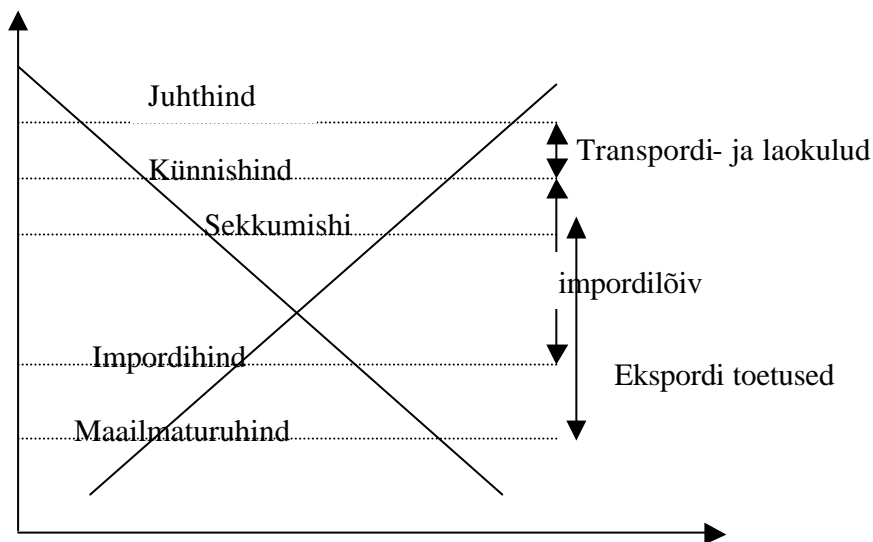 Juhthind
Transpordi- ja laokulud
Künnishind
Sekkumishi
impordilõiv
Impordihind
Ekspordi toetused
Maailmaturuhind